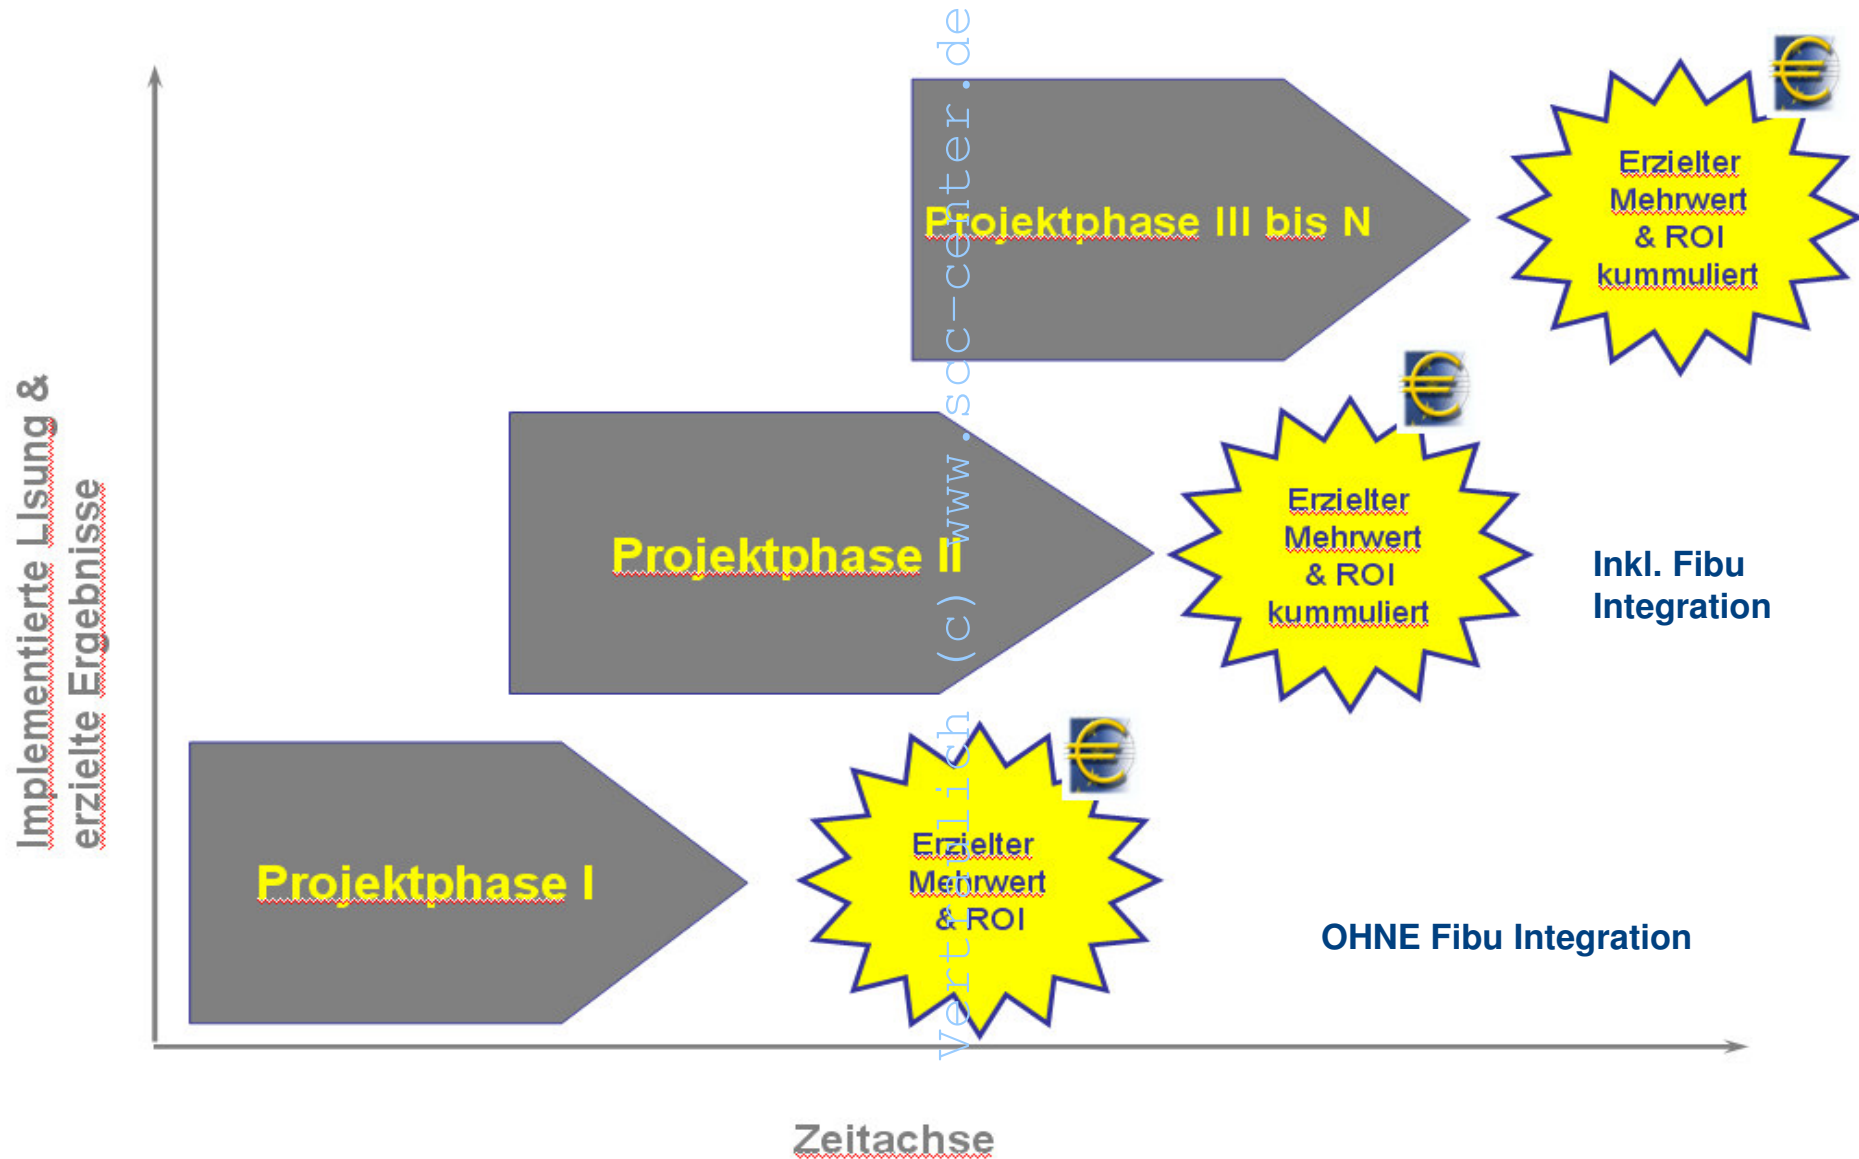 Projektphase III bis N
Erzielter
Mehrwert
& ROI
kummuliert
Projektphase II
Erzielter
Mehrwert
& ROI
kummuliert
Inkl. Fibu
Integration
Projektphase I
Erzielter
Mehrwert
& ROI
OHNE Fibu Integration
Implementierte LIsung &
erzielte Ergebnisse
Zeitachse
vertraulich (c) www.scc-center.de